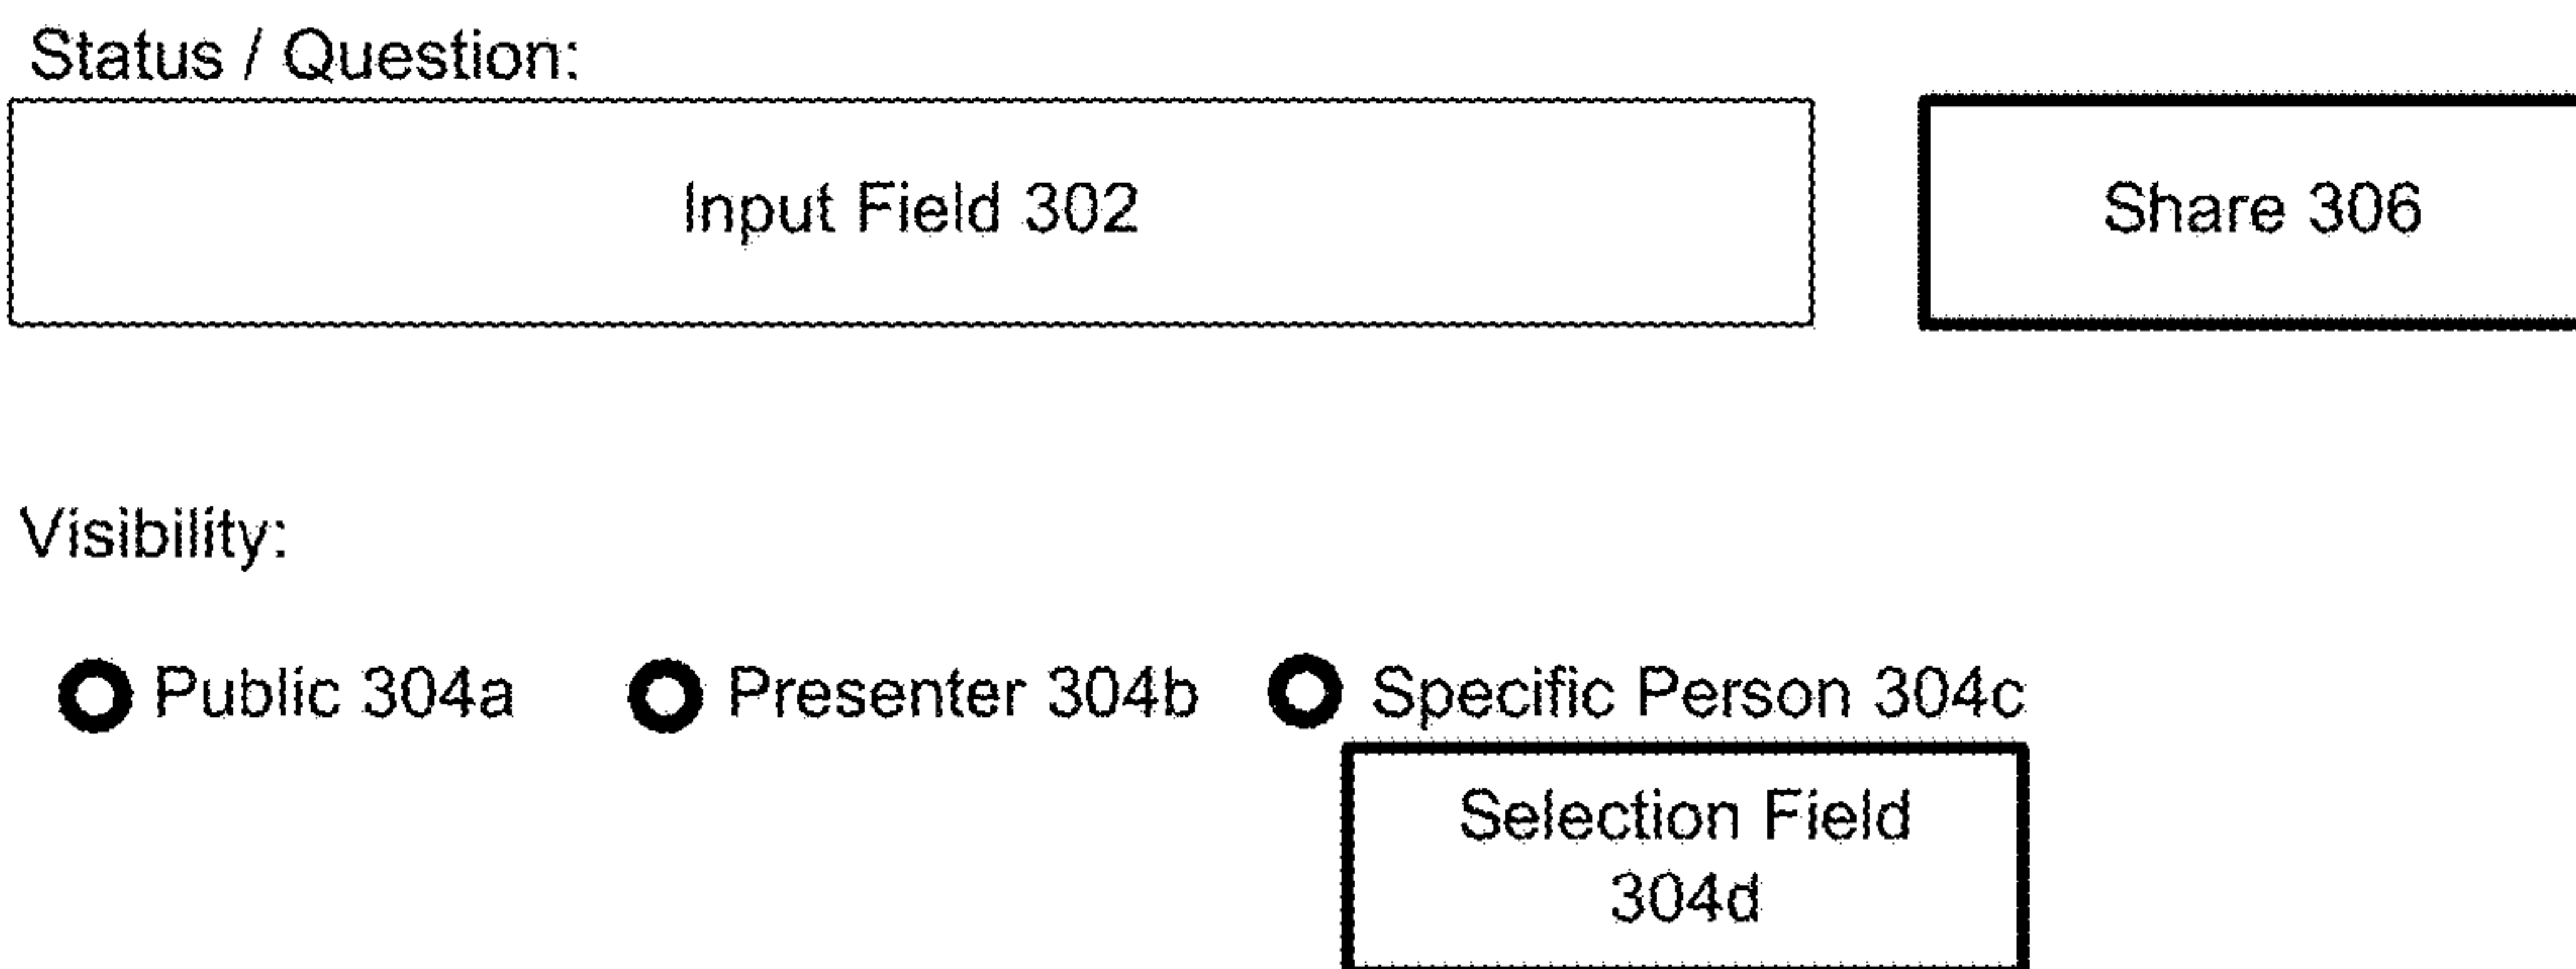 Status / Question:
Input Field 302
Share 306
Visibility:
Public 304a
Presenter 304b
Specific Person 304c
Selection Field
304d